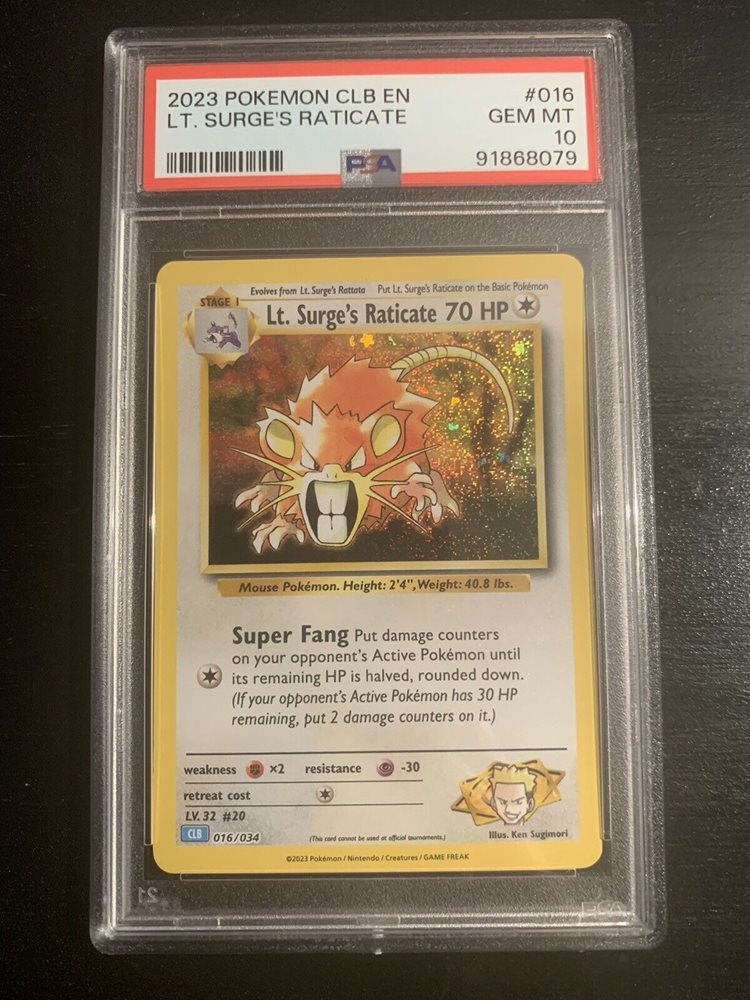 2023 POKEMON CLB EN #016
LT. SURGE'S RATICATE GEM MT
10
PSA 91868079
Evolves from Lt. Surge's Rattata Put Lt. Surge's Raticate on the Basic Pokémon
STAGE 1
Lt. Surge's Raticate 70 HP
Mouse Pokémon. Height: 2'4", Weight: 40.8 lbs.
Super Fang Put damage counters
on your opponent's Active Pokémon until
its remaining HP is halved, rounded down.
(If your opponent's Active Pokémon has 30 HP
remaining, put 2 damage counters on it.)
weakness ×2 resistance -30
retreat cost
LV. 32 #20
CLB 016/034 (This card cannot be used at official tournaments.) Illus. Ken Sugimori
©2023 Pokémon / Nintendo / Creatures / GAME FREAK
21 PSA